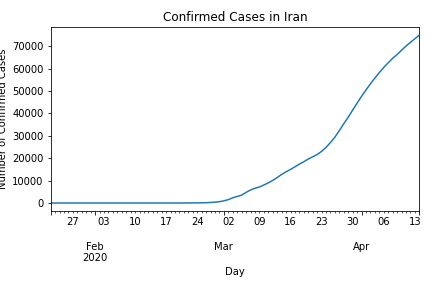 Confirmed Cases in Iran
Number of Confirmed Cases
70000
60000
50000
40000
30000
20000
10000
0
27 03 10 17 24 02 09 16 23 30 06 13
Feb Mar Apr
2020
Day